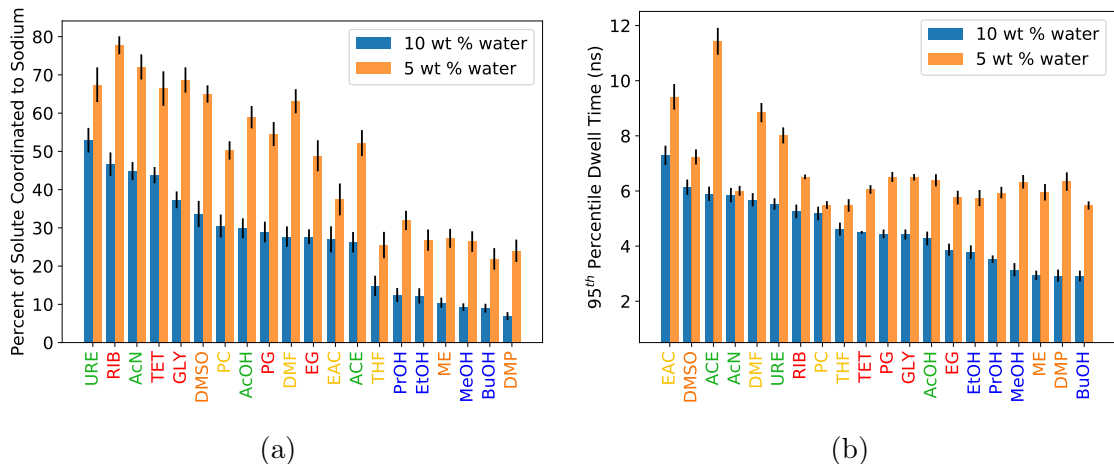 Percent of Solute Coordinated to Sodium
80
70
60
50
40
30
20
10
0
10 wt % water
5 wt % water
URE
RIB
AcN
TET
GLY
DMSO
PC
AcOH
PG
DMF
EG
EAC
ACE
THF
PrOH
EtOH
ME
MeOH
BuOH
DMP
(a)
95th Percentile Dwell Time (ns)
12
10
8
6
4
2
10 wt % water
5 wt % water
EAC
DMSO
ACE
AcN
DMF
URE
RIB
PC
THF
TET
PG
GLY
AcOH
EG
EtOH
PrOH
MeOH
ME
DMP
BuOH
(b)